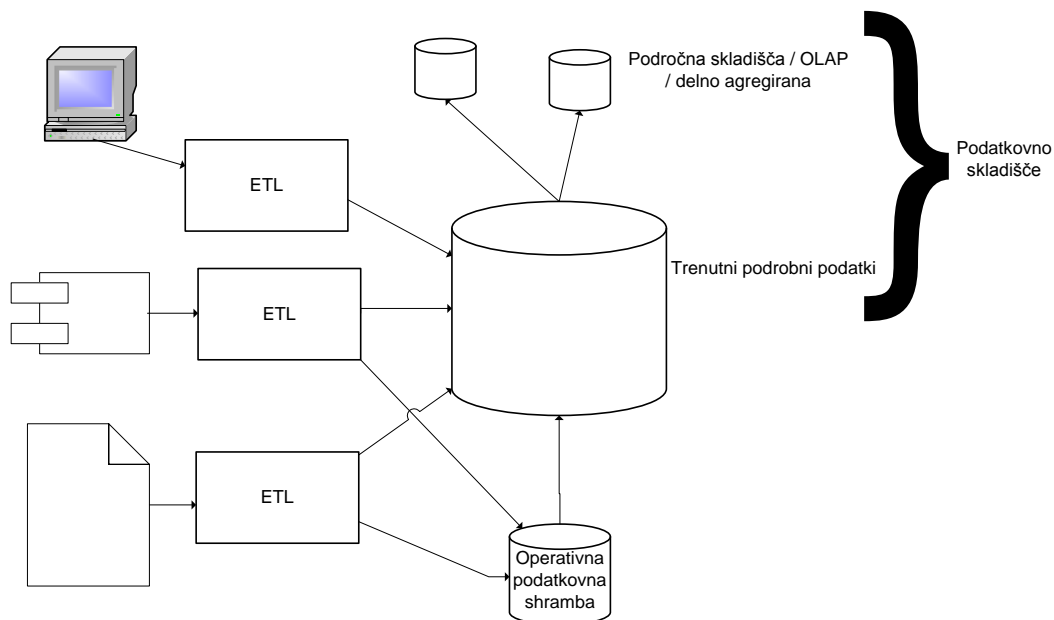 Področna skladišča / OLAP
/ delno agregirana
Podatkovno
skladišče
ETL
Trenutni podrobni podatki
ETL
ETL
Operativna
podatkovna
shramba